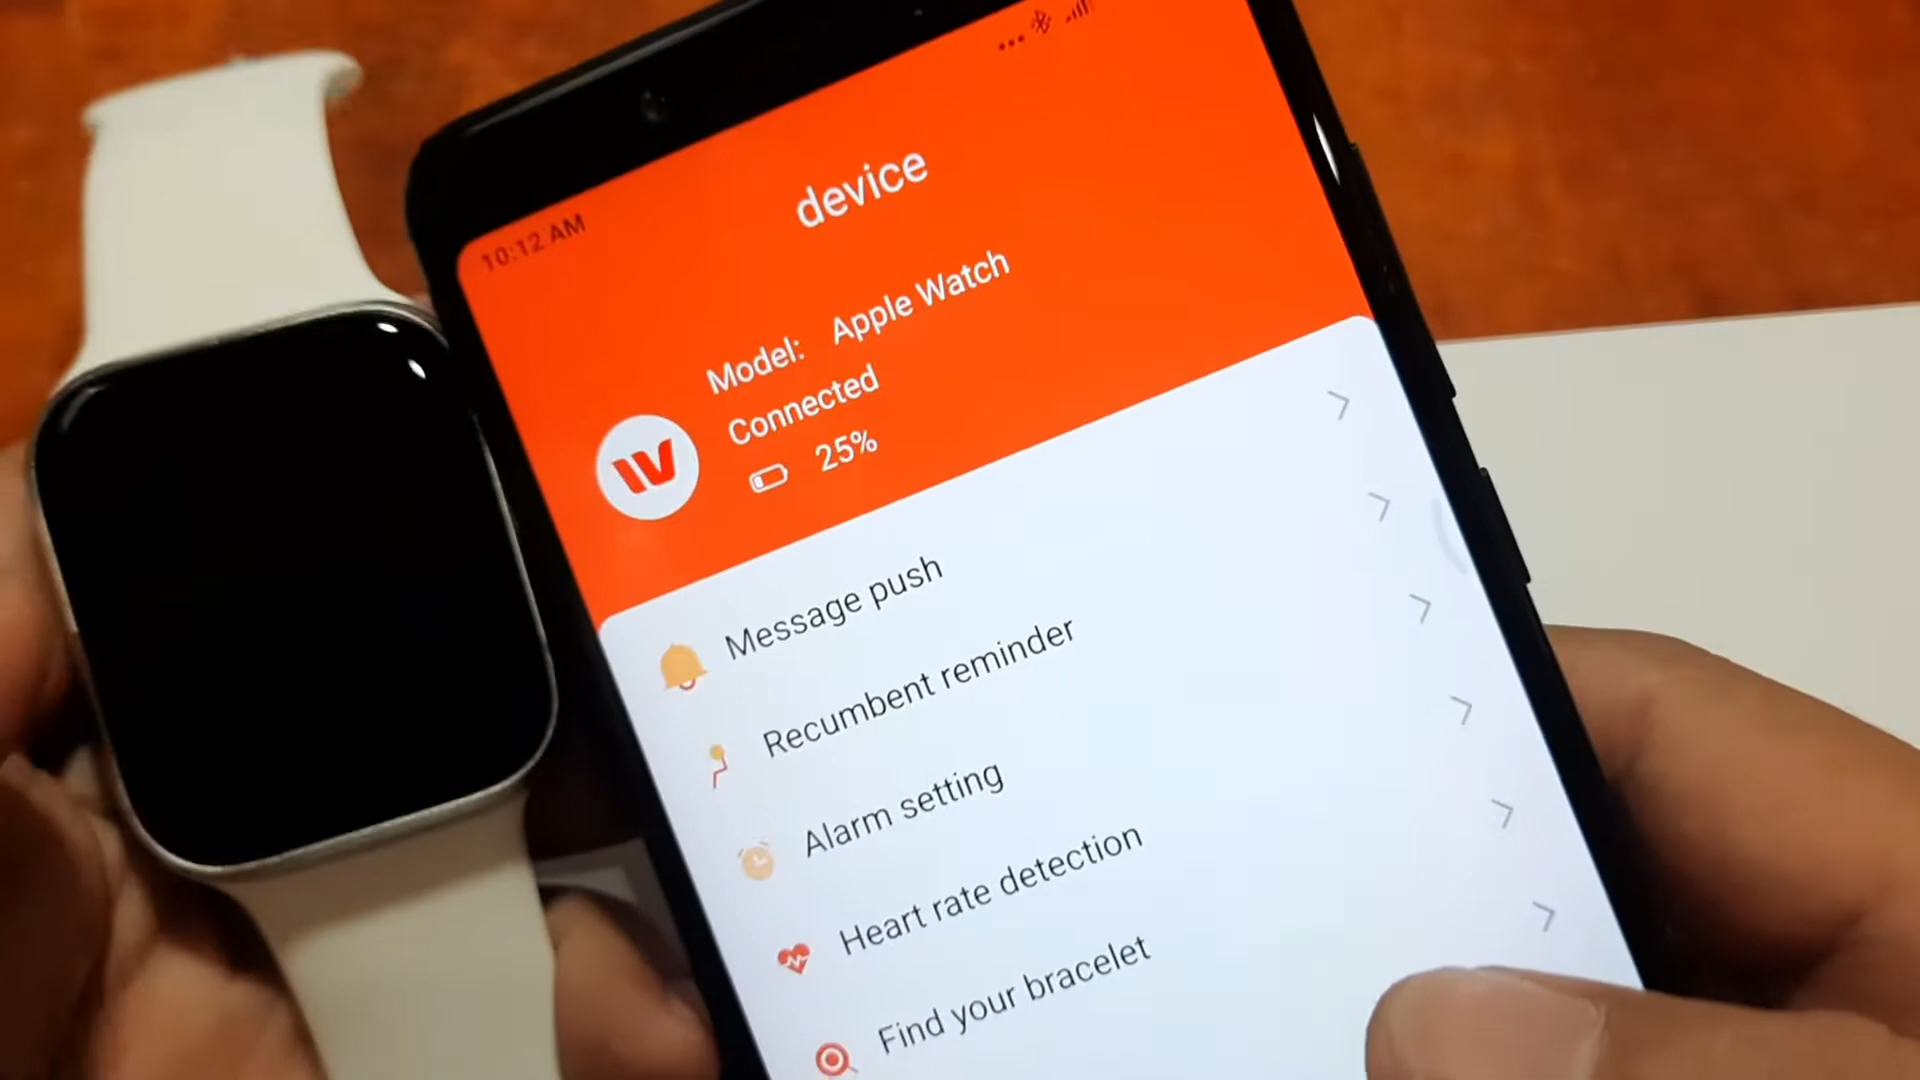 10:12 AM
device
Model: Apple Watch
Connected
25%
Message push
Recumbent reminder
Alarm setting
Heart rate detection
Find your bracelet